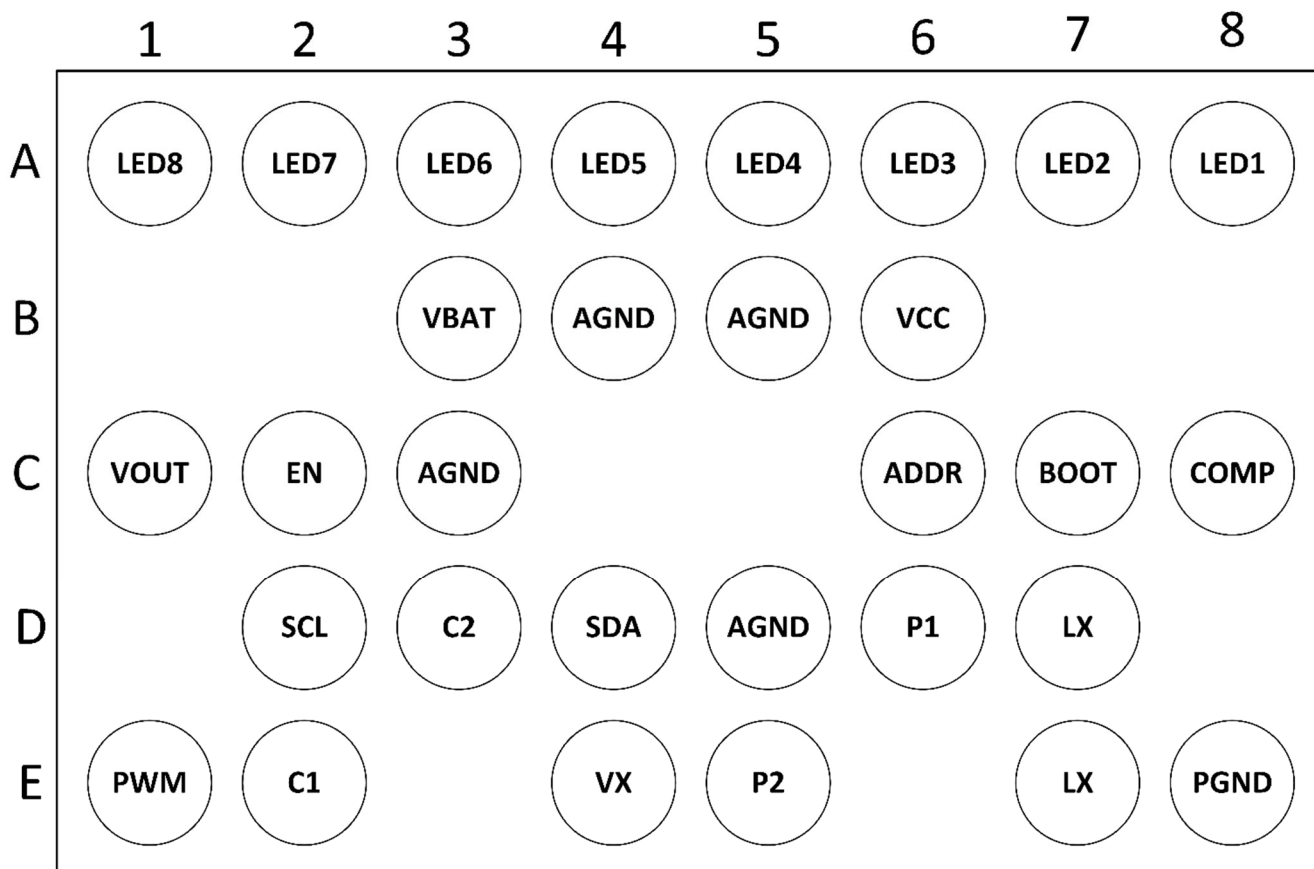 1 2 3 4 5 6 7 8
A LED8 LED7 LED6 LED5 LED4 LED3 LED2 LED1
B VBAT AGND AGND VCC
C VOUT EN AGND ADDR BOOT COMP
D SCL C2 SDA AGND P1 LX
E PWM C1 VX P2 LX PGND